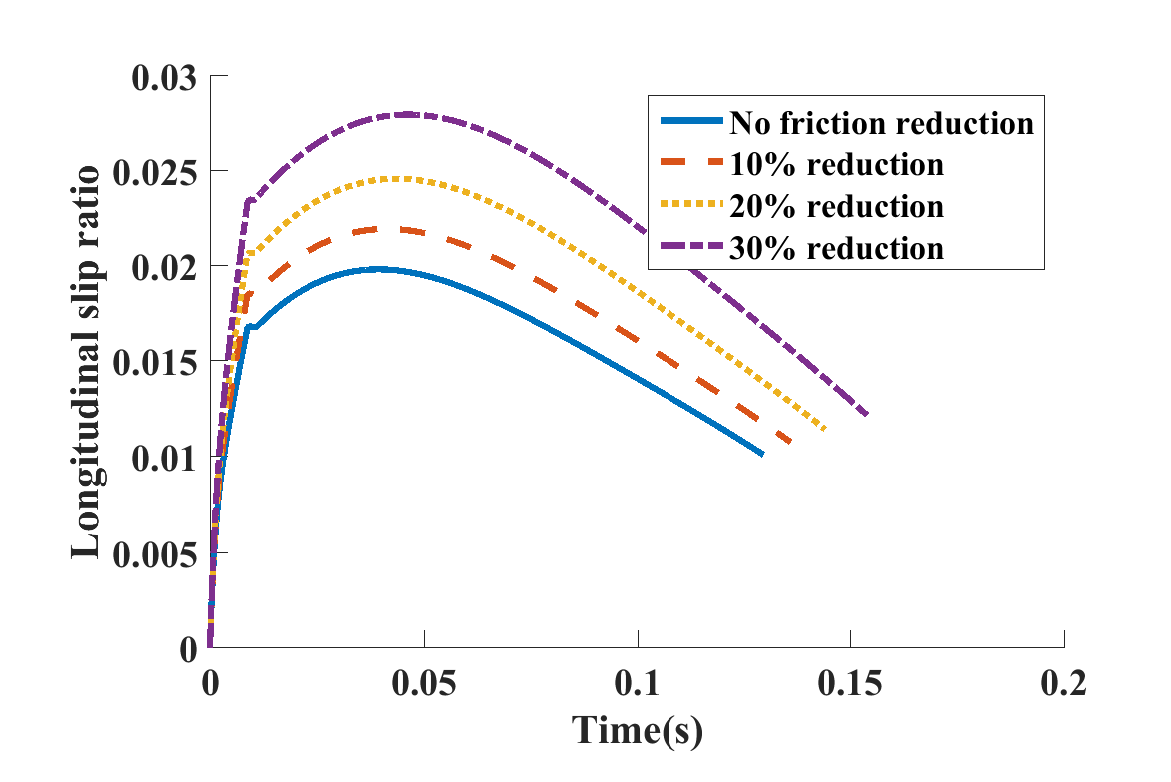 0.03
0.025
0.02
0.015
0.01
0.005
0
Longitudinal slip ratio
No friction reduction
10% reduction
20% reduction
30% reduction
0
0.05
0.1
0.15
0.2
Time(s)